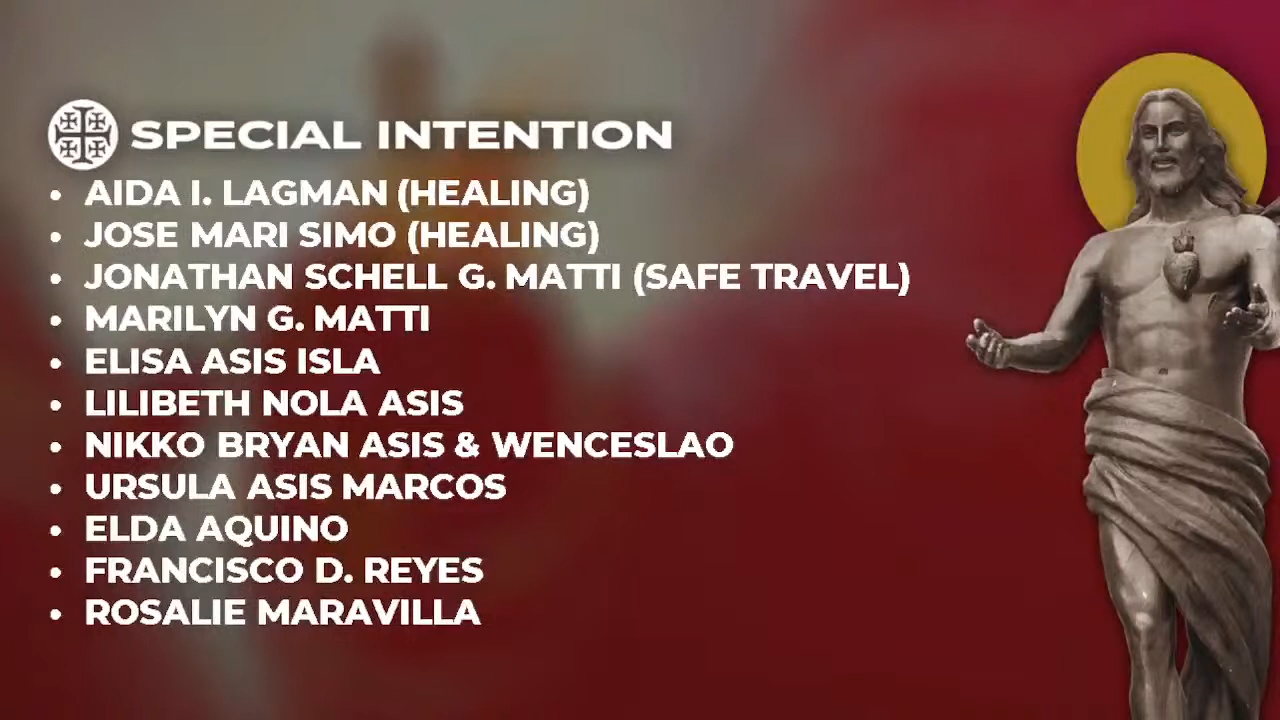 SPECIAL INTENTION
• AIDA I. LAGMAN (HEALING)
• JOSE MARI SIMO (HEALING)
• JONATHAN SCHELL G. MATTI (SAFE TRAVEL)
• MARILYN G. MATTI
• ELISA ASIS ISLA
• LILIBETH NOLA ASIS
• NIKKO BRYAN ASIS & WENCESLAO
• URSULA ASIS MARCOS
• ELDA AQUINO
• FRANCISCO D. REYES
• ROSALIE MARAVILLA